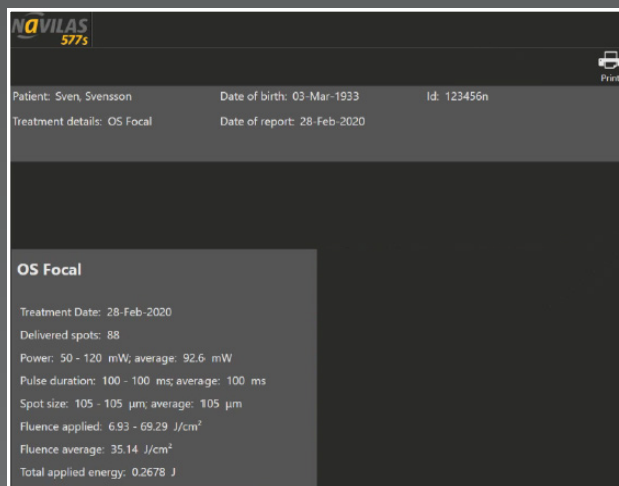 NAVILAS
577s
Print
Patient: Sven, Svensson Date of birth: 03-Mar-1933 Id: 123456n
Treatment details: OS Focal Date of report: 28-Feb-2020
OS Focal
Treatment Date: 28-Feb-2020
Delivered spots: 88
Power: 50 - 120 mW; average: 92.6 mW
Pulse duration: 100 - 100 ms; average: 100 ms
Spot size: 105 - 105 µm; average: 105 µm
Fluence applied: 6.93 - 69.29 J/cm²
Fluence average: 35.14 J/cm²
Total applied energy: 0.2678 J